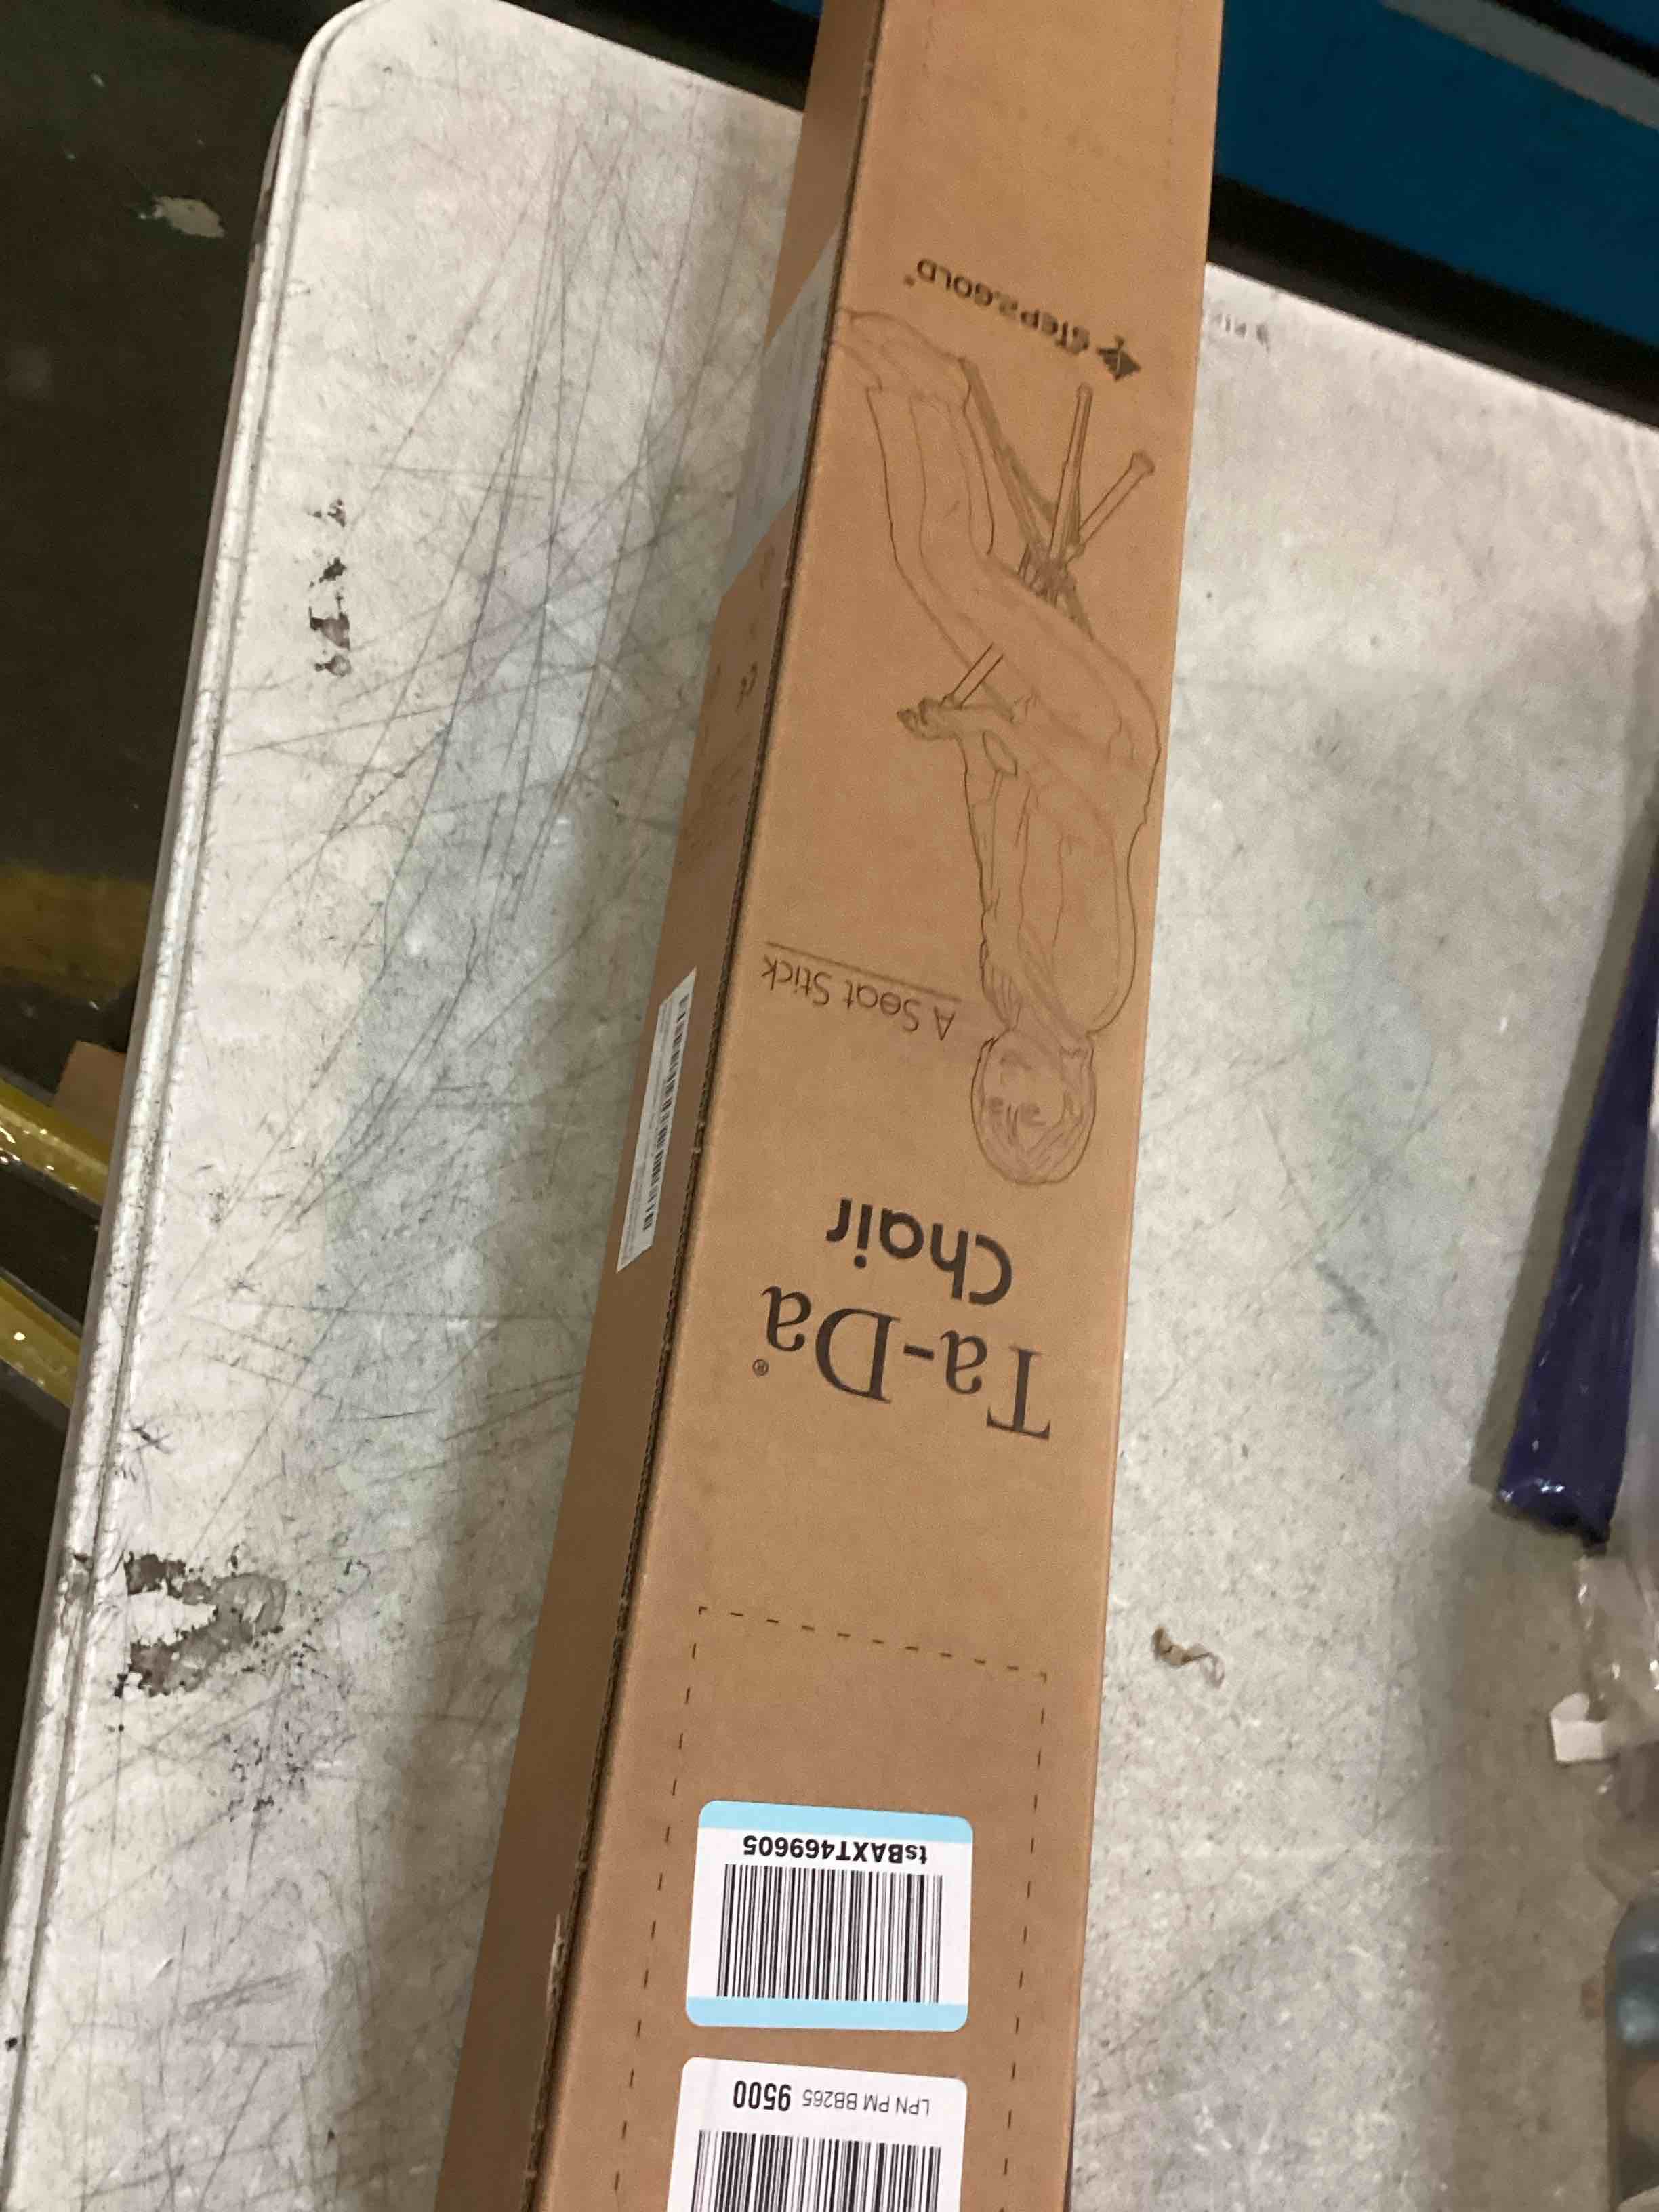 LPN PM BB265 9500
tsBAXT469605
Ta-Da®
Chair
A Seat Stick
STEP2GOLD®